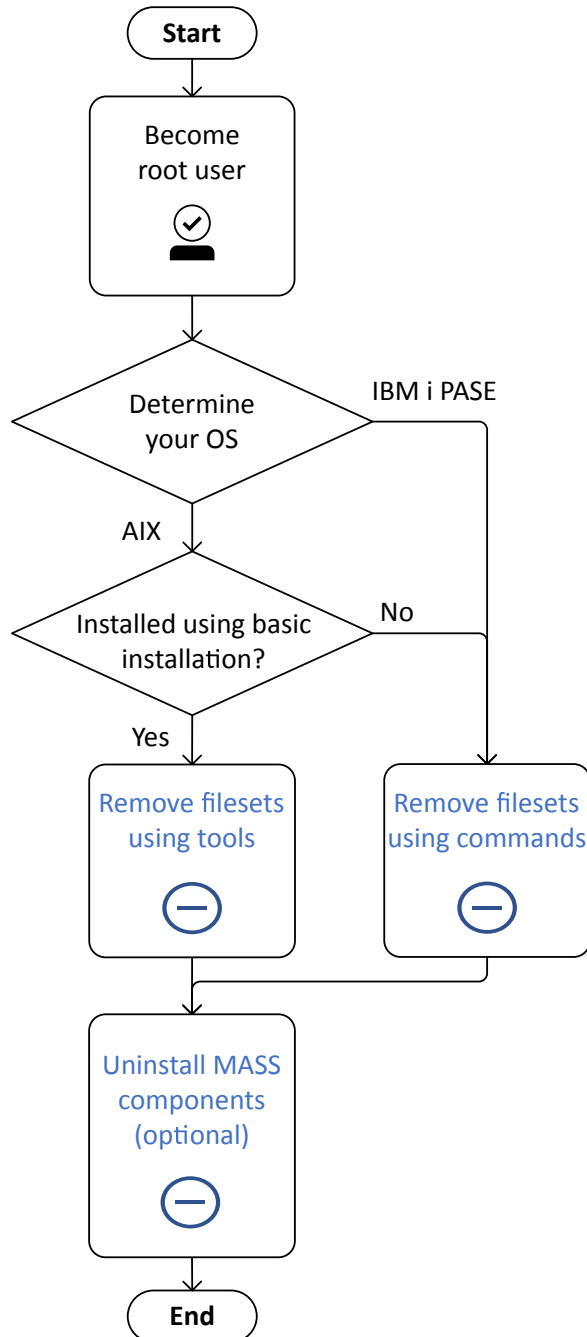 Start
Become
root user
Determine
your OS
IBM i PASE
AIX
Installed using basic
installation?
No
Yes
Remove filesets
using tools
Remove filesets
using commands
Uninstall MASS
components
(optional)
End